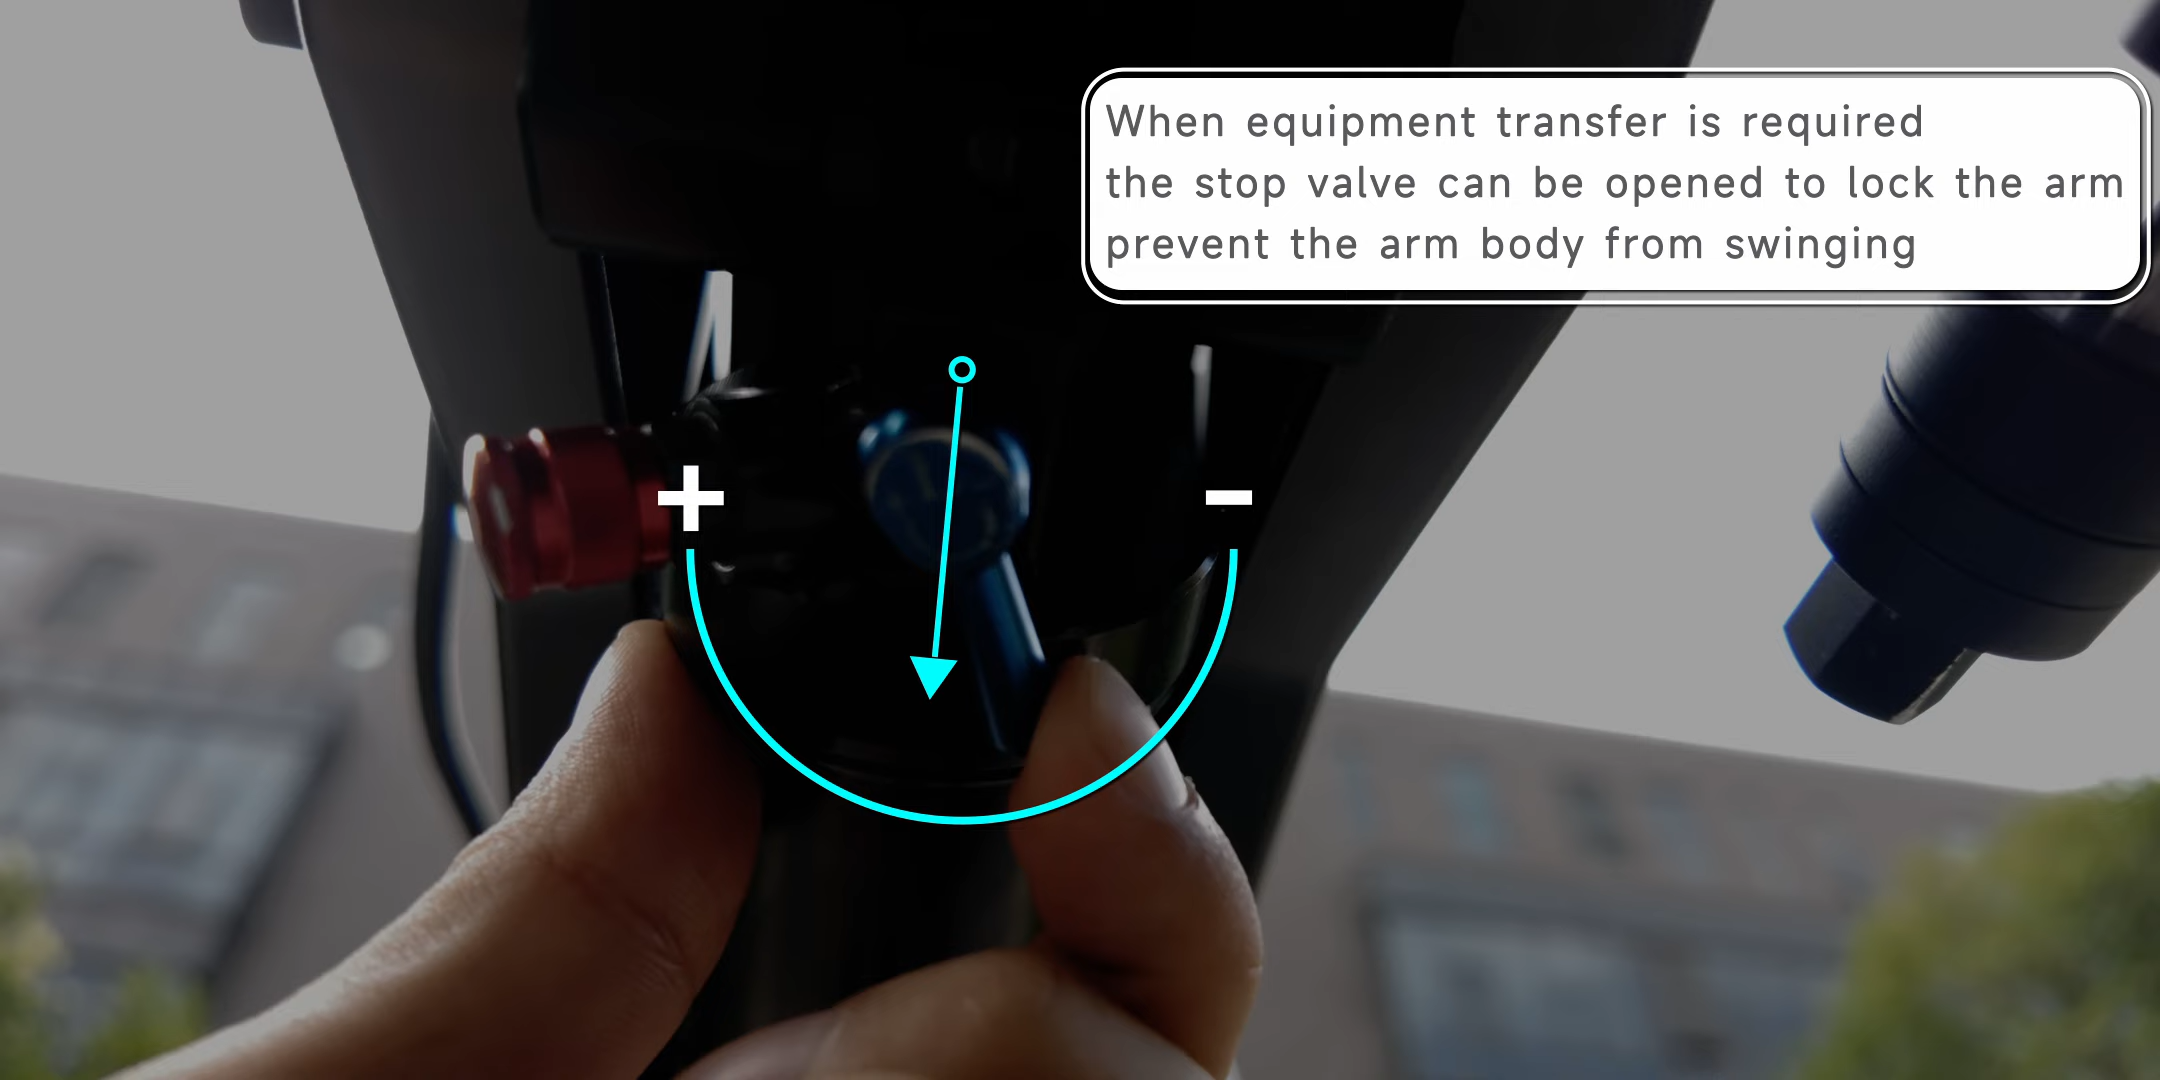 When equipment transfer is required
the stop valve can be opened to lock the arm
prevent the arm body from swinging
+ -